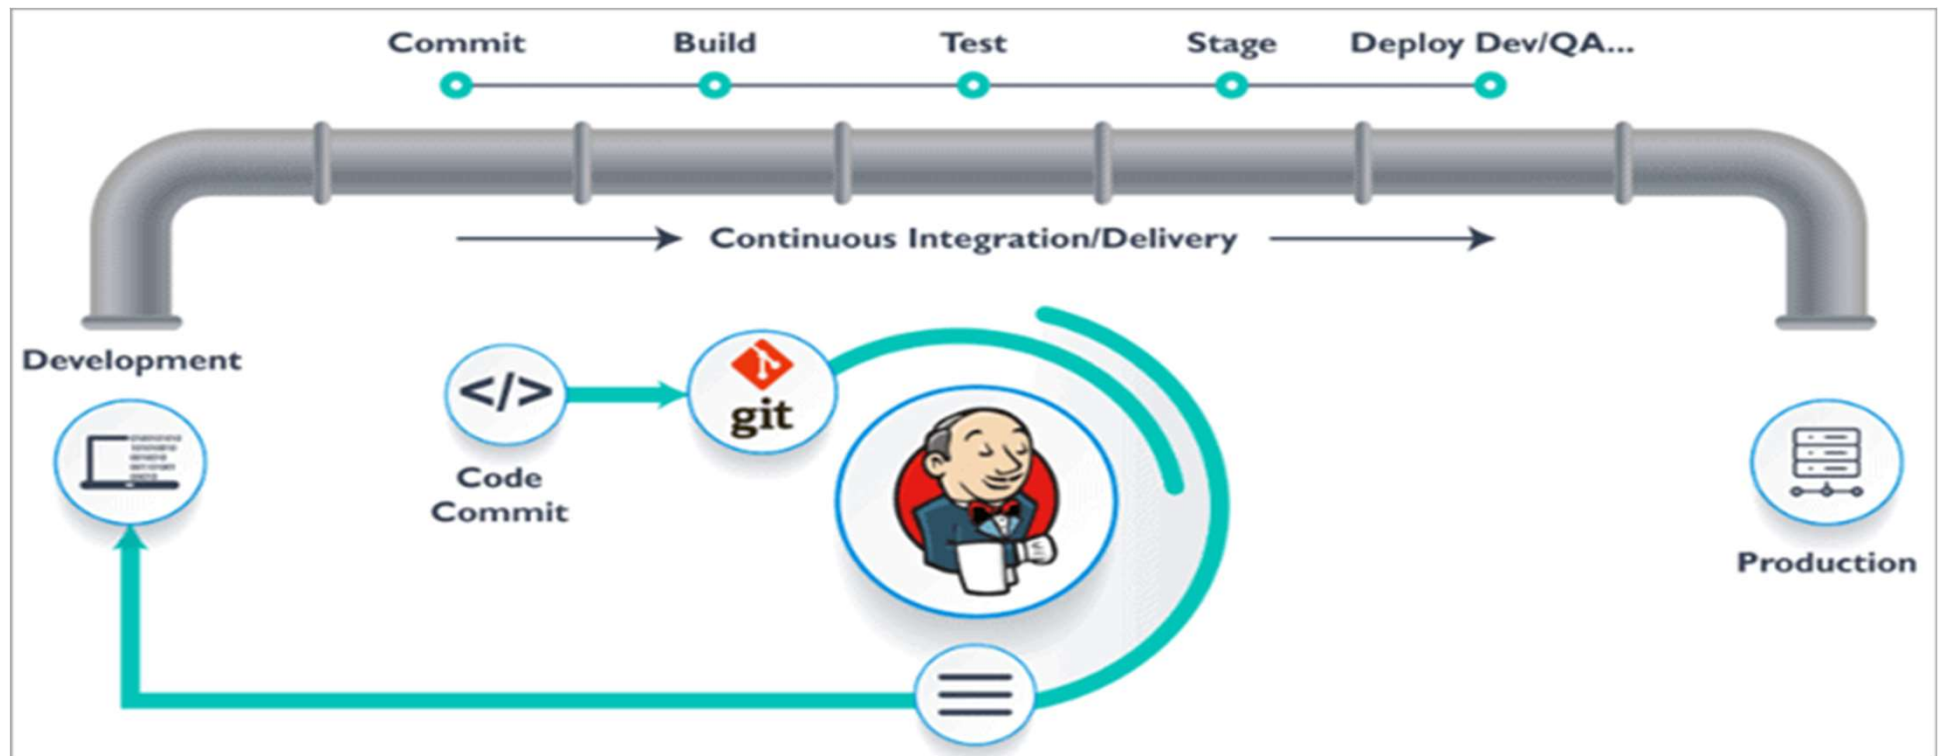 Commit Build Test Stage Deploy Dev/QA...
Continuous Integration/Delivery
Development
</>
git
Code
Commit
Production